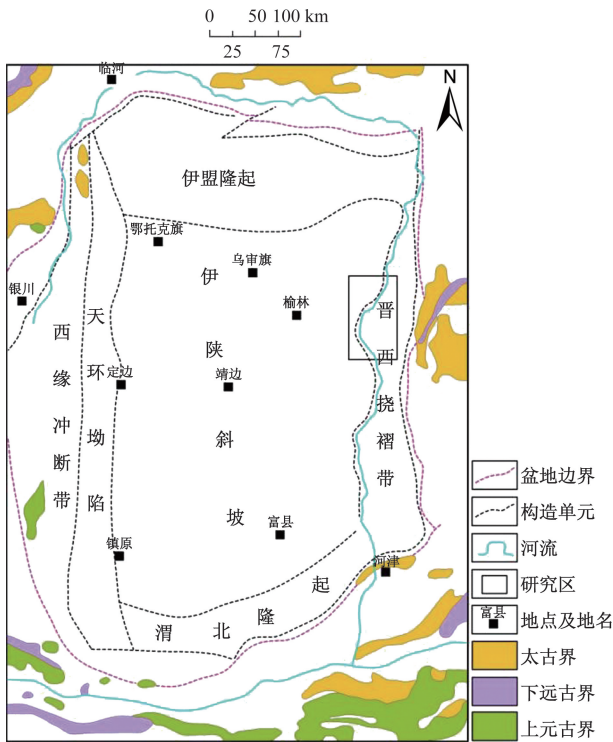 0 50 100 km
25 75
临河
N
伊盟隆起
鄂托克旗
乌审旗
银川
榆林
伊陕斜坡
天环坳陷
西缘冲断带
晋西挠褶带
定边
靖边
富县
镇原
河津
渭北隆起
盆地边界
构造单元
河流
研究区
富县
地点及地名
太古界
下远古界
上元古界